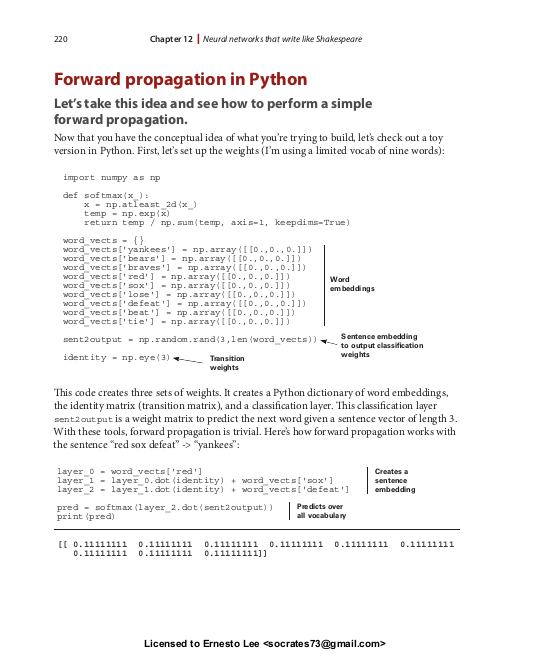 220
Chapter 12 | Neural networks that write like Shakespeare
Forward propagation in Python
Let's take this idea and see how to perform a simple
forward propagation.
Now that you have the conceptual idea of what you're trying to build, let's check out a toy
version in Python. First, let's set up the weights (I'm using a limited vocab of nine words):
import numpy as np
def softmax(x_):
    x = np.atleast_2d(x_)
    temp = np.exp(x)
    return temp / np.sum(temp, axis=1, keepdims=True)
word_vects = {}
word_vects['yankees'] = np.array([[0.,0.,0.]])
word_vects['bears'] = np.array([[0.,0.,0.]])
word_vects['braves'] = np.array([[0.,0.,0.]])
word_vects['red'] = np.array([[0.,0.,0.]])
word_vects['sox'] = np.array([[0.,0.,0.]])
word_vects['lose'] = np.array([[0.,0.,0.]])
word_vects['defeat'] = np.array([[0.,0.,0.]])
word_vects['beat'] = np.array([[0.,0.,0.]])
word_vects['tie'] = np.array([[0.,0.,0.]])
Word
embeddings
sent2output = np.random.rand(3,len(word_vects))
Sentence embedding
to output classification
weights
identity = np.eye(3)
Transition
weights
This code creates three sets of weights. It creates a Python dictionary of word embeddings,
the identity matrix (transition matrix), and a classification layer. This classification layer
sent2output is a weight matrix to predict the next word given a sentence vector of length 3.
With these tools, forward propagation is trivial. Here's how forward propagation works with
the sentence "red sox defeat" -> "yankees":
layer_0 = word_vects['red']
layer_1 = layer_0.dot(identity) + word_vects['sox']
layer_2 = layer_1.dot(identity) + word_vects['defeat']
Creates a
sentence
embedding
pred = softmax(layer_2.dot(sent2output))
print(pred)
Predicts over
all vocabulary
[[ 0.11111111 0.11111111 0.11111111 0.11111111 0.11111111 0.11111111
0.11111111 0.11111111 0.11111111]]
Licensed to Ernesto Lee <socrates73@gmail.com>